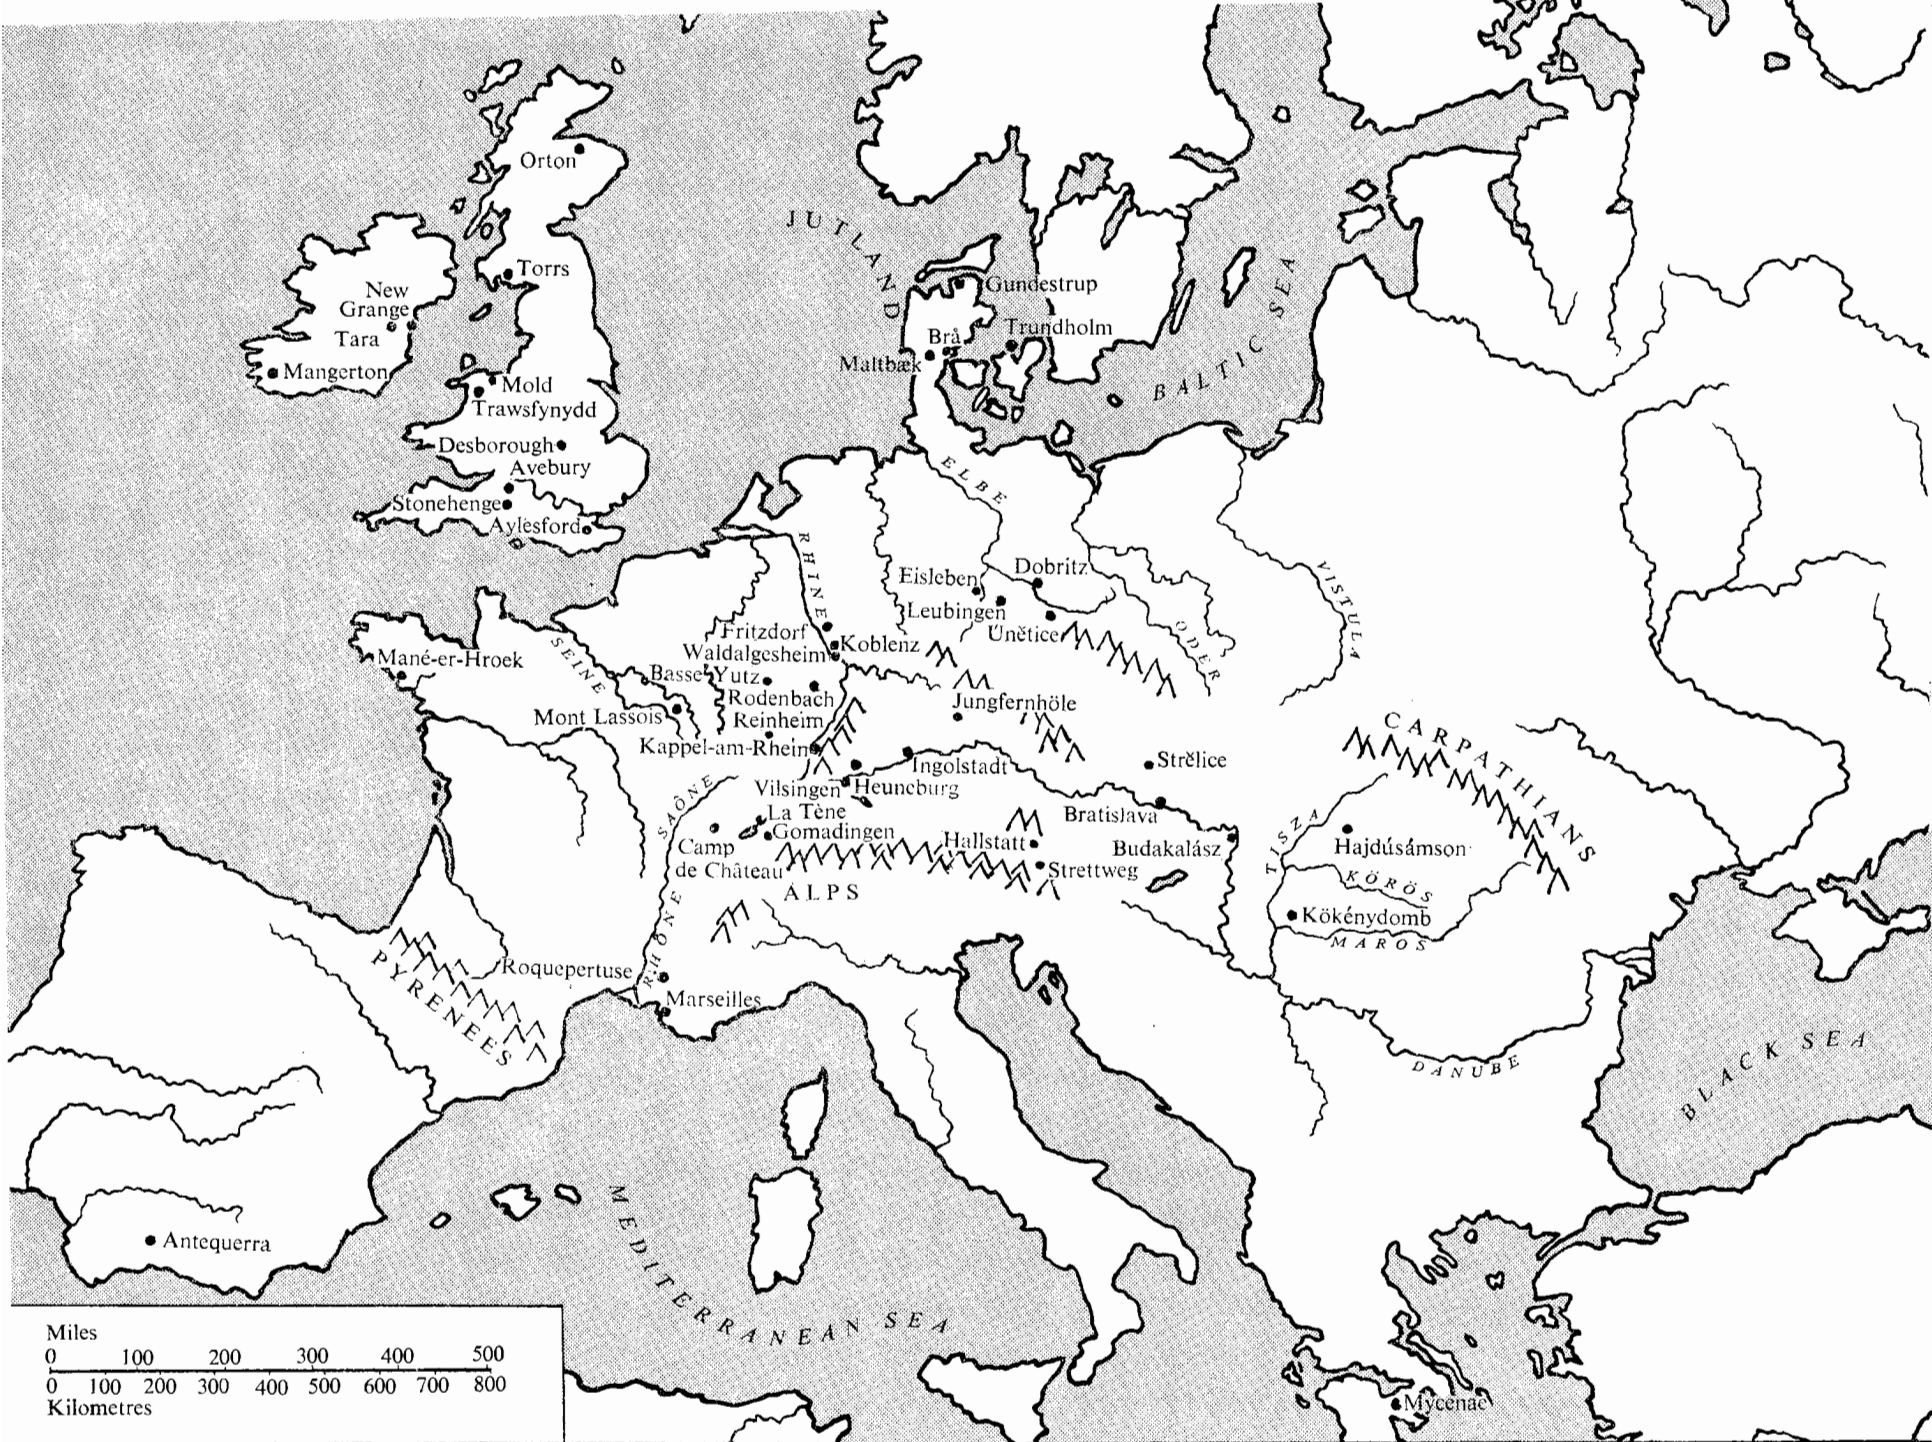 Orton
JUTLAND
Torrs
New
Grange
Tara
Mangerton
Gundestrup
Brå
Trundholm
Maltbæk
BALTIC SEA
Mold
Trawsfynydd
Desborough
Avebury
Stonehenge
Aylesford
ELBE
RHINE
Eisleben
Dobritz
Leubingen
Únětice
ODER
VISTULA
Fritzdorf
Koblenz
Waldalgesheim
Mané-er-Hroek
SEINE
Basse-Yutz
Rodenbach
Jungfernhöle
Mont Lassois
Reinheim
Kappel-am-Rhein
CARPATHIANS
Ingolstadt
Strělice
Vilsingen
Heuneburg
SAÔNE
La Tène
Bratislava
Gomadingen
Hallstatt
Budakalász
TISZA
Hajdúsámson
Camp
de Château
Strettweg
ALPS
KÖRÖS
Kökénydomb
MAROS
RHÔNE
PYRENEES
Roquepertuse
Marseilles
DANUBE
BLACK SEA
Antequerra
MEDITERRANEAN SEA
Mycenae
Miles
0 100 200 300 400 500
0 100 200 300 400 500 600 700 800
Kilometres